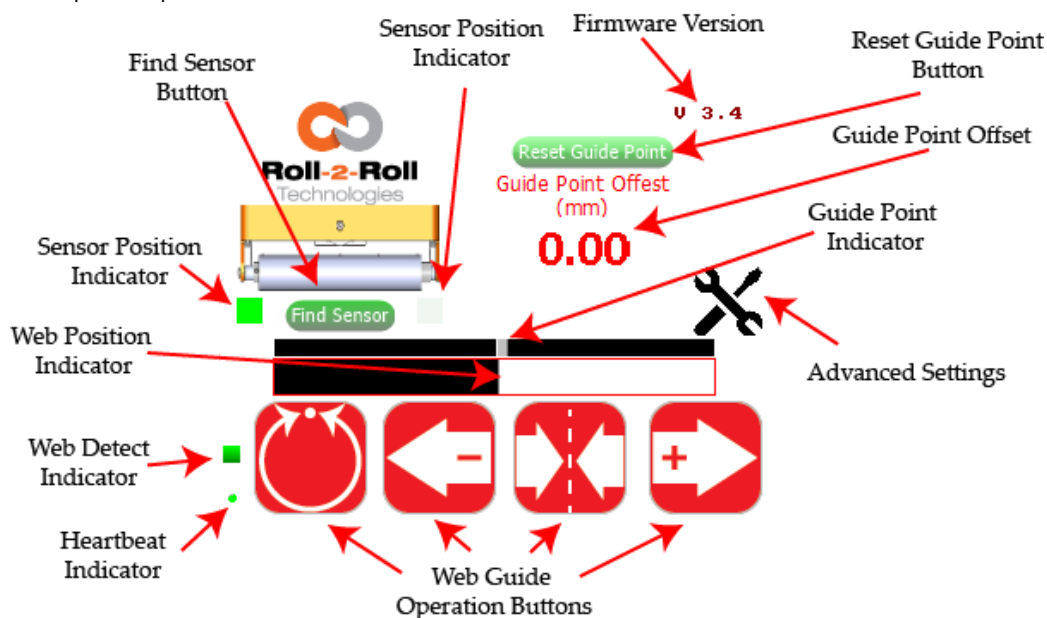 Sensor Position
Indicator
Firmware Version
Reset Guide Point
Button
Find Sensor
Button
V 3.4
Guide Point Offset
Roll-2-Roll
Technologies
Reset Guide Point
Guide Point Offest
(mm)
0.00
Guide Point
Indicator
Sensor Position
Indicator
Find Sensor
Web Position
Indicator
Advanced Settings
Web Detect
Indicator
-
+
Heartbeat
Indicator
Web Guide
Operation Buttons